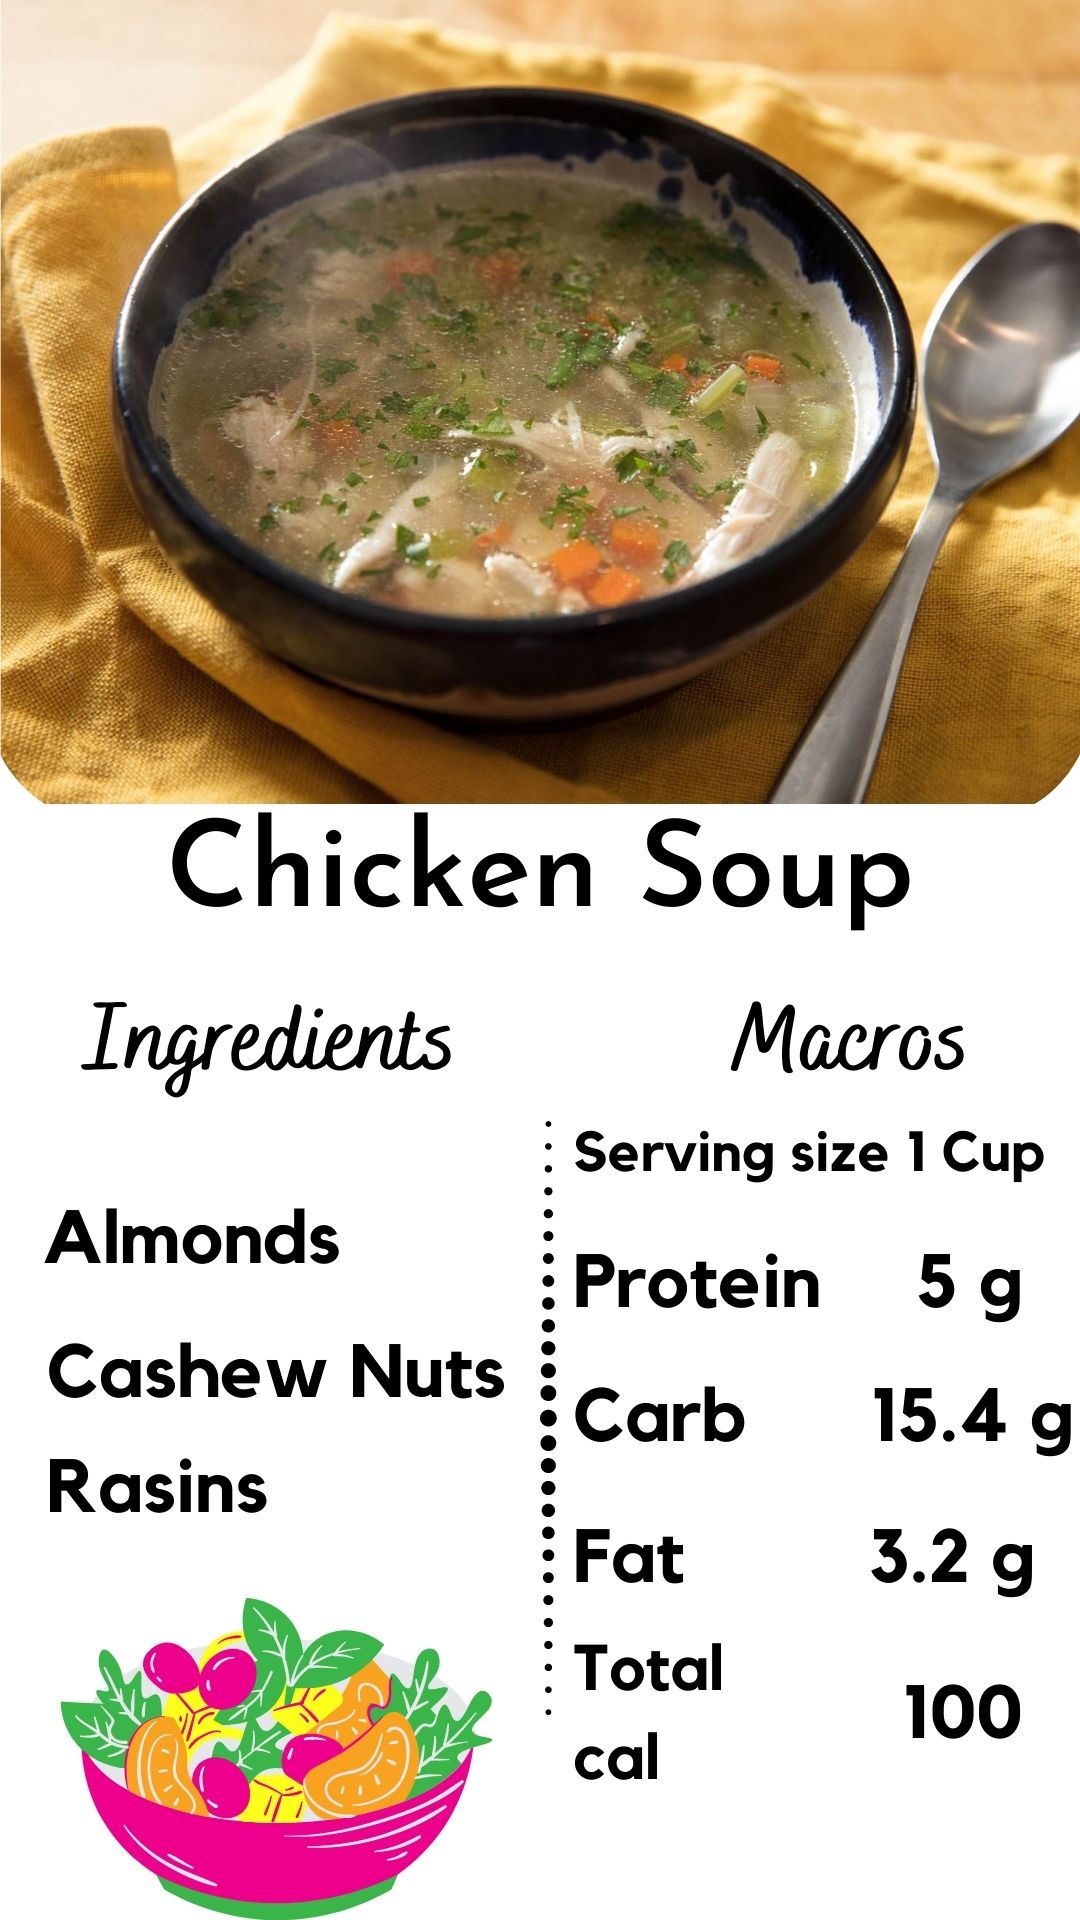 Chicken Soup
Ingredients
Almonds
Cashew Nuts
Rasins
Macros
Serving size 1 Cup
Protein 5 g
Carb 15.4 g
Fat 3.2 g
Total
cal 100